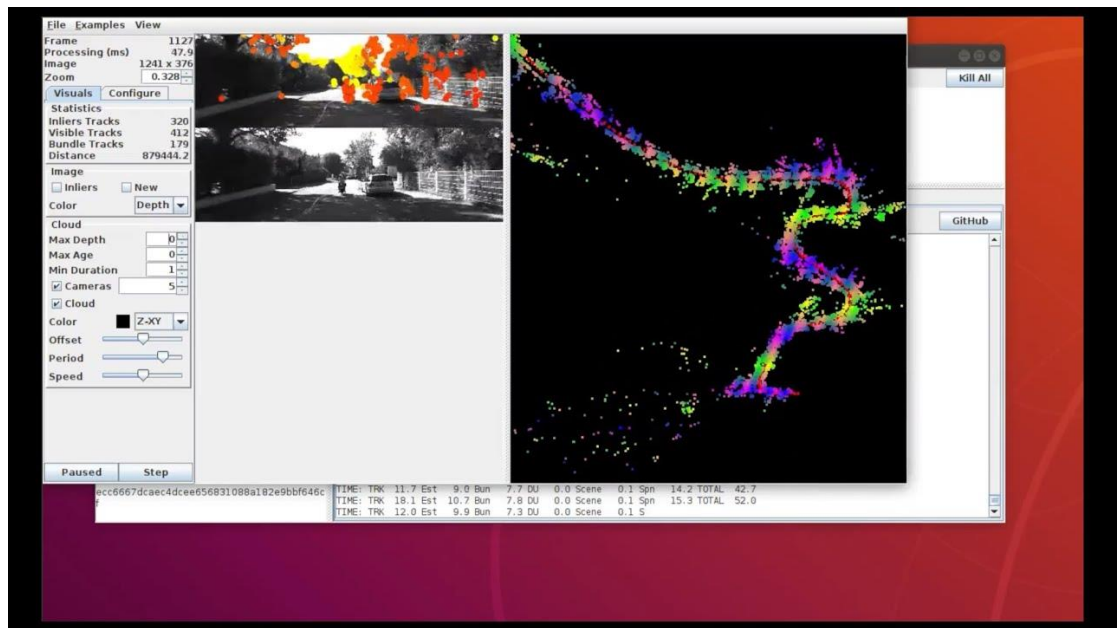 File Examples View
Frame 1127
Processing (ms) 47.9
Image 1241 x 376
Zoom 0.328
Visuals Configure
Statistics
Inliers Tracks 320
Visible Tracks 412
Bundle Tracks 179
Distance 879444.2
Image
Inliers New
Color Depth
Cloud
Max Depth 0
Max Age 0
Min Duration 1
Cameras 5
Cloud
Color Z-XY
Offset
Period
Speed
Paused Step
Kill All
GitHub
ecc6667dcaec4dcee656831088a182e9bbf646c
f
TIME: TRK 11.7 Est 9.0 Bun 7.7 DU 0.0 Scene 0.1 Spn 14.2 TOTAL 42.7
TIME: TRK 18.1 Est 10.7 Bun 7.8 DU 0.0 Scene 0.1 Spn 15.3 TOTAL 52.0
TIME: TRK 12.0 Est 9.9 Bun 7.3 DU 0.0 Scene 0.1 S